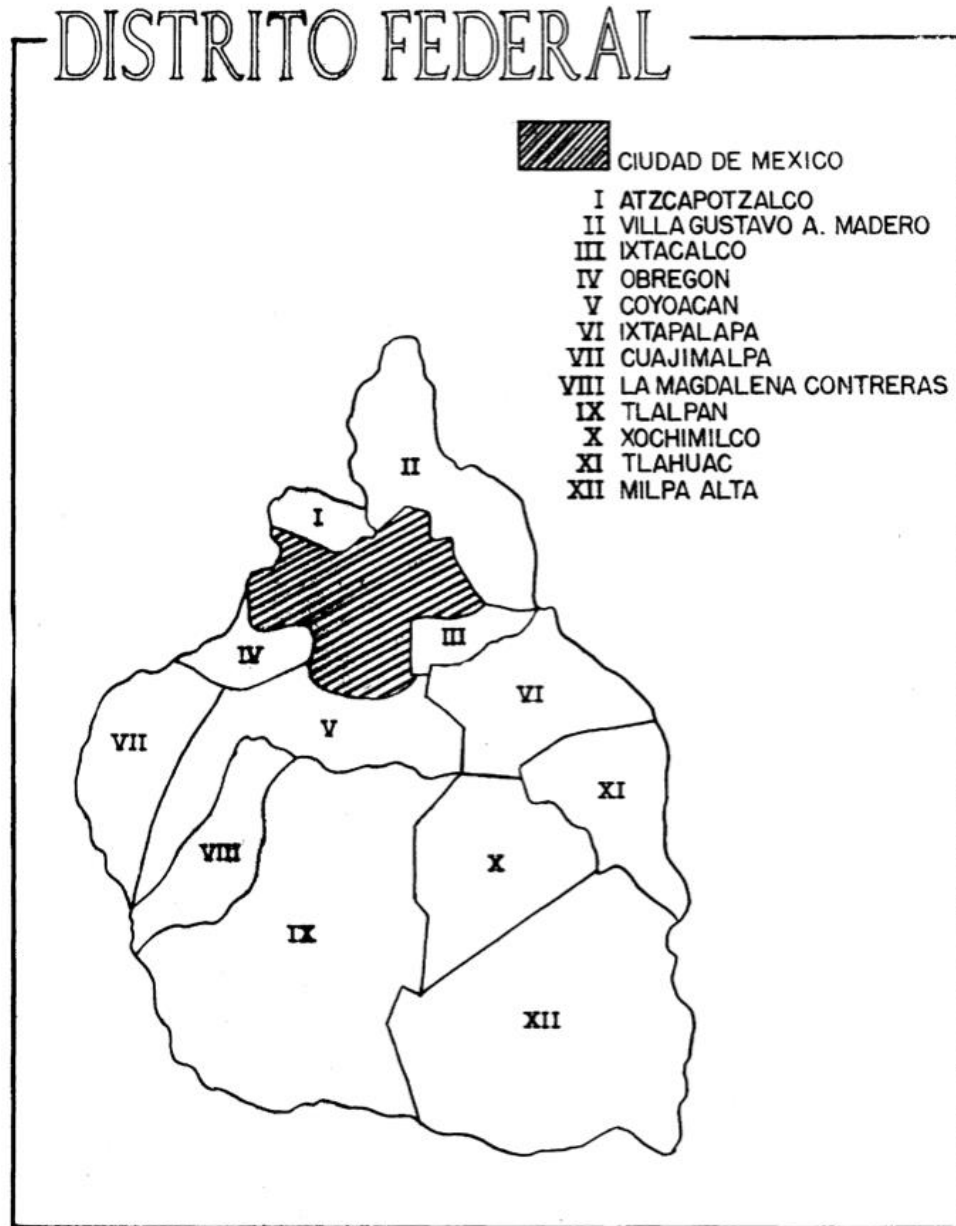 DISTRITO FEDERAL
CIUDAD DE MEXICO
I ATZCAPOTZALCO
II VILLA GUSTAVO A. MADERO
III IXTACALCO
IV OBREGON
V COYOACAN
VI IXTAPALAPA
VII CUAJIMALPA
VIII LA MAGDALENA CONTRERAS
IX TLALPAN
X XOCHIMILCO
XI TLAHUAC
XII MILPA ALTA
II
I
III
IV
VI
V
VII
XI
VIII
X
IX
XII